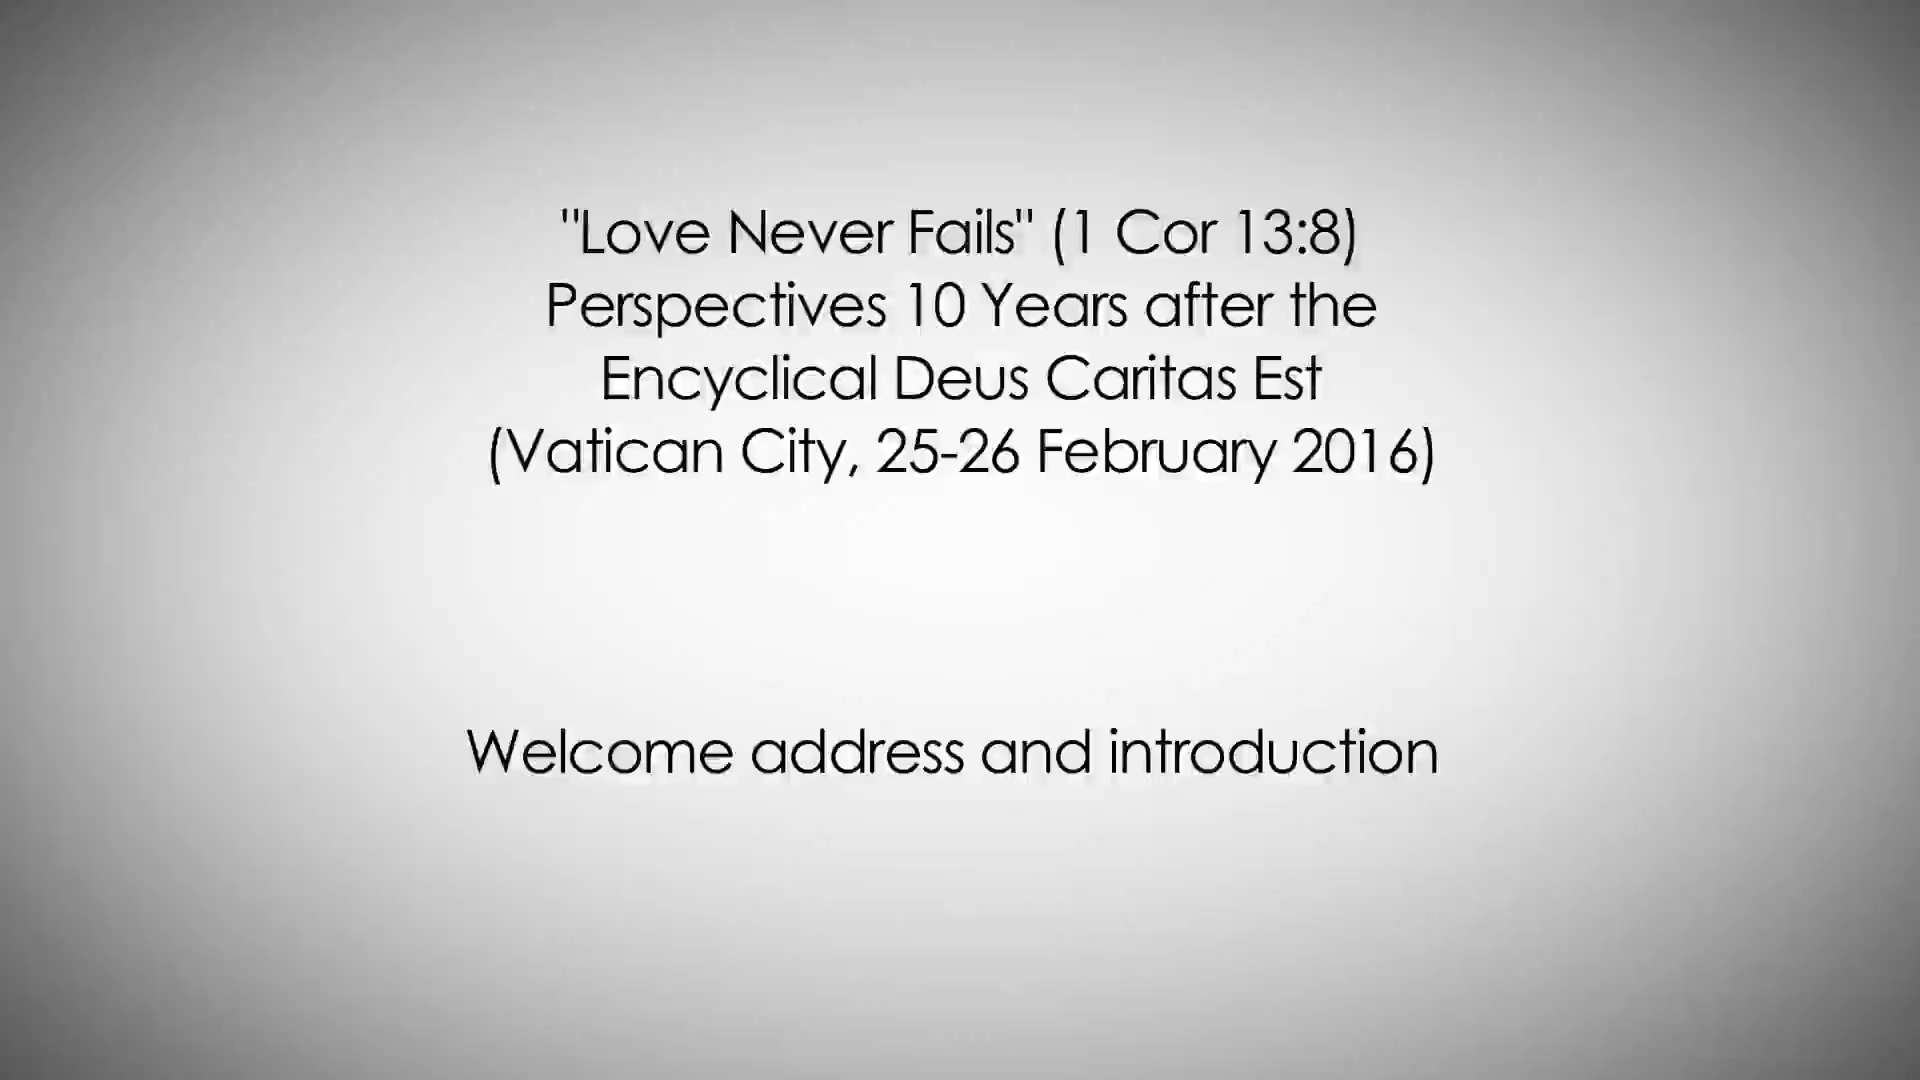 "Love Never Fails" (1 Cor 13:8)
Perspectives 10 Years after the
Encyclical Deus Caritas Est
(Vatican City, 25-26 February 2016)
Welcome address and introduction